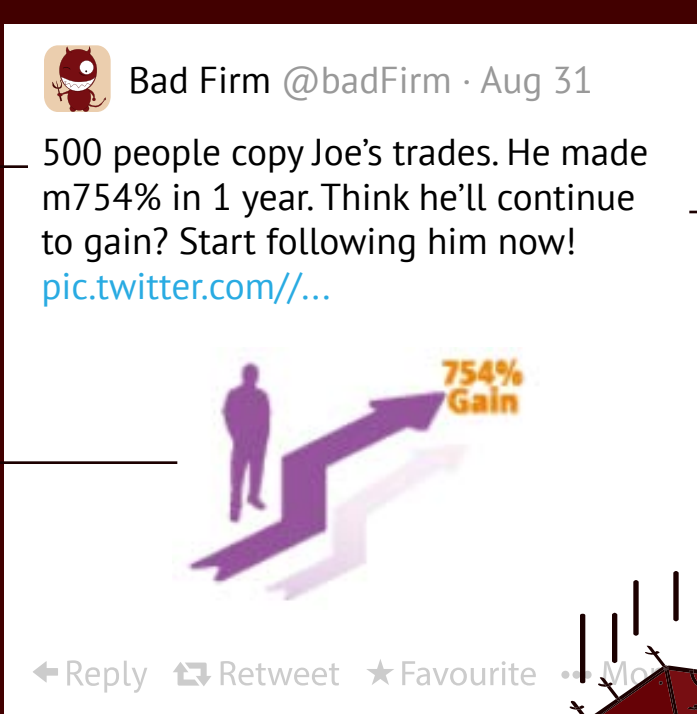 Bad Firm @badFirm · Aug 31
500 people copy Joe’s trades. He made
m754% in 1 year. Think he’ll continue
to gain? Start following him now!
pic.twitter.com//...
754%
Gain
Reply Retweet Favourite